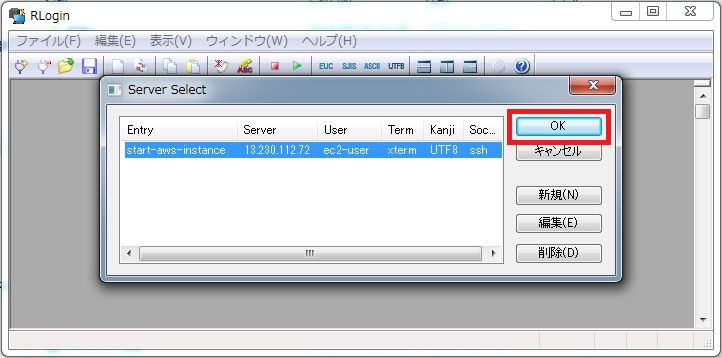 RLogin
ファイル(F) 編集(E) 表示(V) ウィンドウ(W) ヘルプ(H)
ABC EUC SJIS ASCII UTF8
Server Select
Entry Server User Term Kanji Soc...
start-aws-instance 13.230.112.72 ec2-user xterm UTF8 ssh
OK
キャンセル
新規(N)
編集(E)
削除(D)